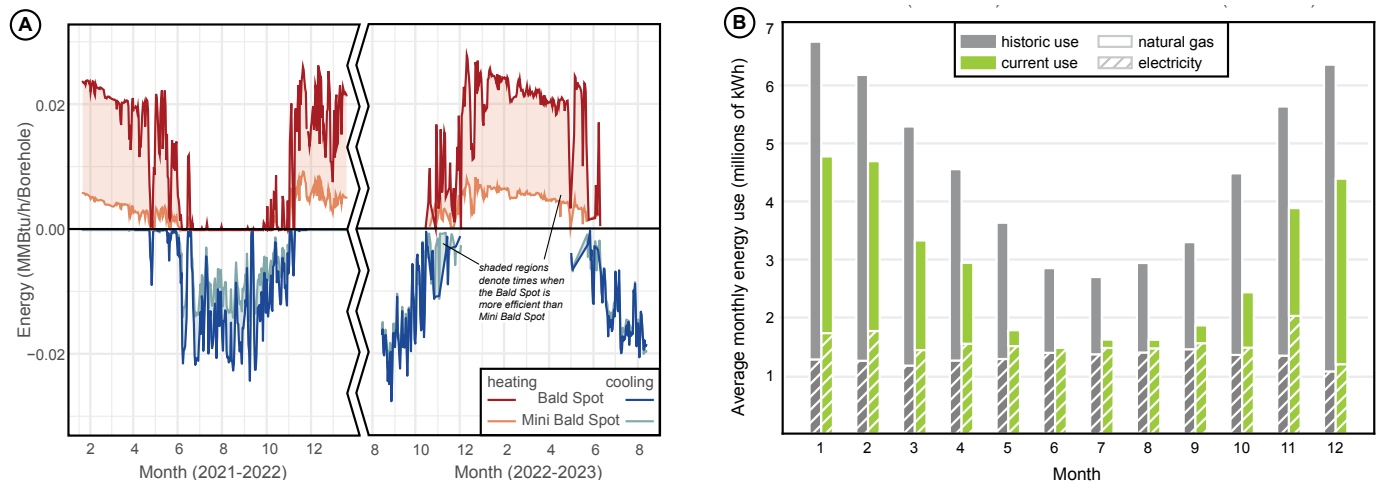 A
Energy (MMBtu/h/Borehole)
0.02
0.00
−0.02
2 4 6 8 10 12
8 10 12 2 4 6 8
Month (2021-2022)
Month (2022-2023)
shaded regions
denote times when
the Bald Spot is
more efficient than
Mini Bald Spot
heating cooling
Bald Spot
Mini Bald Spot
B
Average monthly energy use (millions of kWh)
7
6
5
4
3
2
1
historic use natural gas
current use electricity
1 2 3 4 5 6 7 8 9 10 11 12
Month